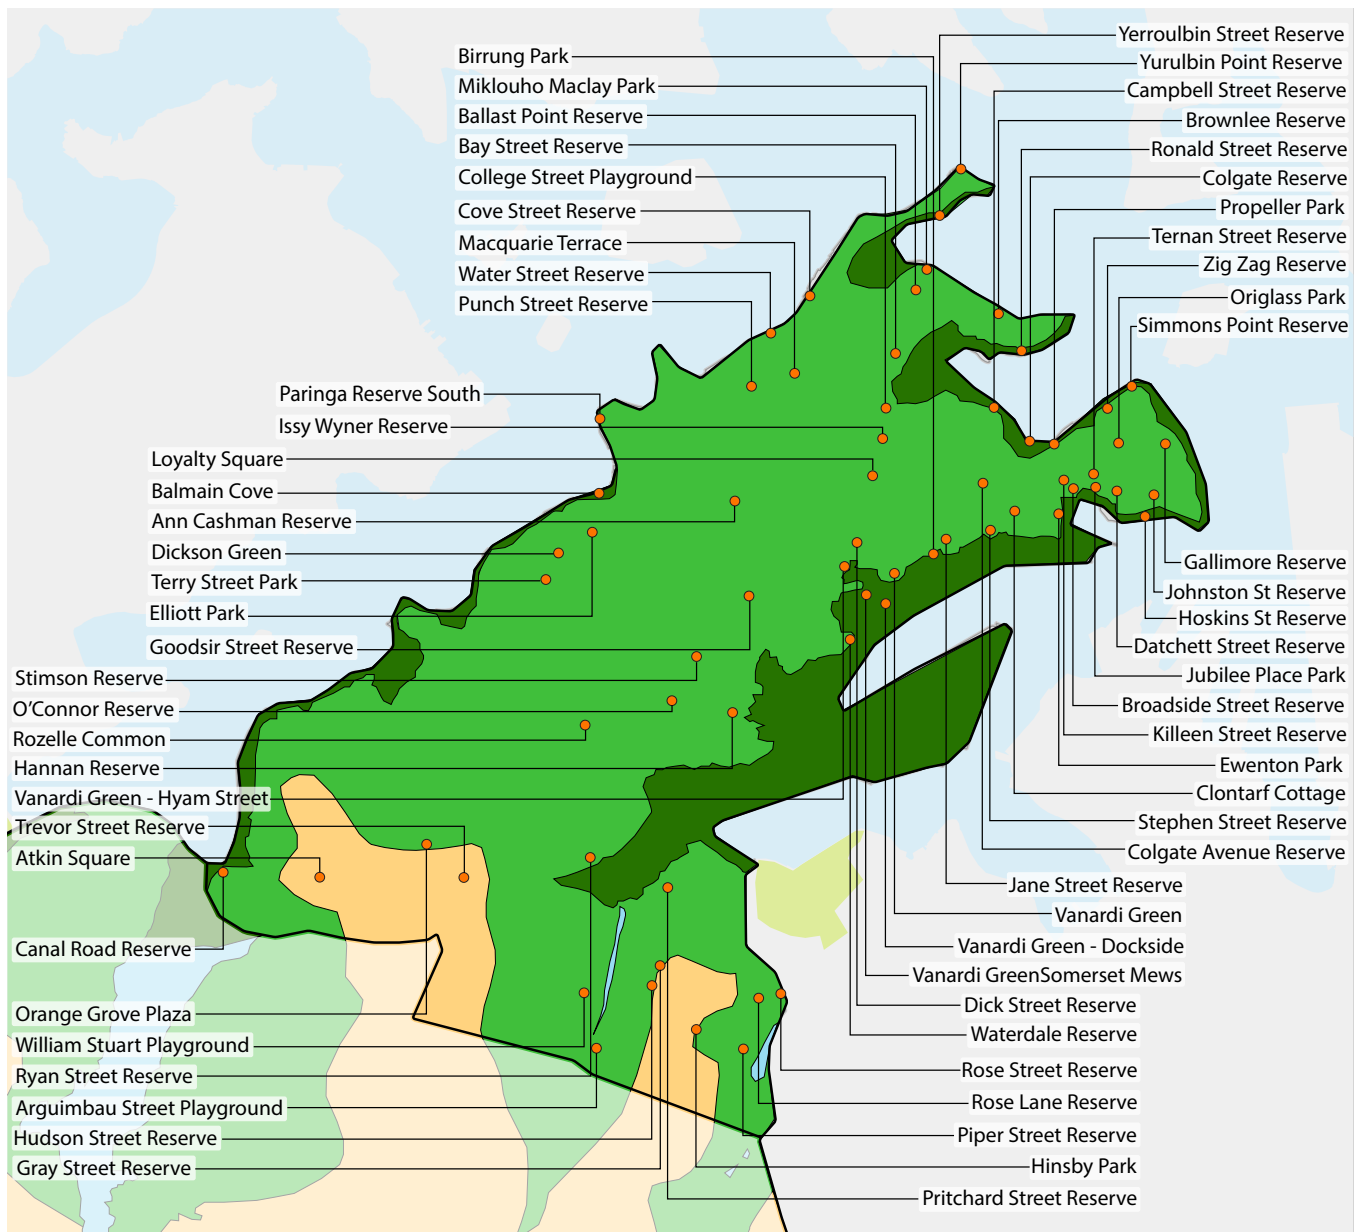 Yerroulbin Street Reserve
Birrung Park
Yurulbin Point Reserve
Miklouho Maclay Park
Campbell Street Reserve
Ballast Point Reserve
Brownlee Reserve
Bay Street Reserve
Ronald Street Reserve
College Street Playground
Colgate Reserve
Cove Street Reserve
Propeller Park
Macquarie Terrace
Ternan Street Reserve
Water Street Reserve
Zig Zag Reserve
Punch Street Reserve
Origlass Park
Simmons Point Reserve
Paringa Reserve South
Issy Wyner Reserve
Loyalty Square
Balmain Cove
Ann Cashman Reserve
Dickson Green
Terry Street Park
Elliott Park
Goodsir Street Reserve
Stimson Reserve
O'Connor Reserve
Rozelle Common
Hannan Reserve
Vanardi Green - Hyam Street
Trevor Street Reserve
Atkin Square
Canal Road Reserve
Orange Grove Plaza
William Stuart Playground
Ryan Street Reserve
Arguimbau Street Playground
Hudson Street Reserve
Gray Street Reserve
Gallimore Reserve
Johnston St Reserve
Hoskins St Reserve
Datchett Street Reserve
Jubilee Place Park
Broadside Street Reserve
Killeen Street Reserve
Ewenton Park
Clontarf Cottage
Stephen Street Reserve
Colgate Avenue Reserve
Jane Street Reserve
Vanardi Green
Vanardi Green - Dockside
Vanardi GreenSomerset Mews
Dick Street Reserve
Waterdale Reserve
Rose Street Reserve
Rose Lane Reserve
Piper Street Reserve
Hinsby Park
Pritchard Street Reserve